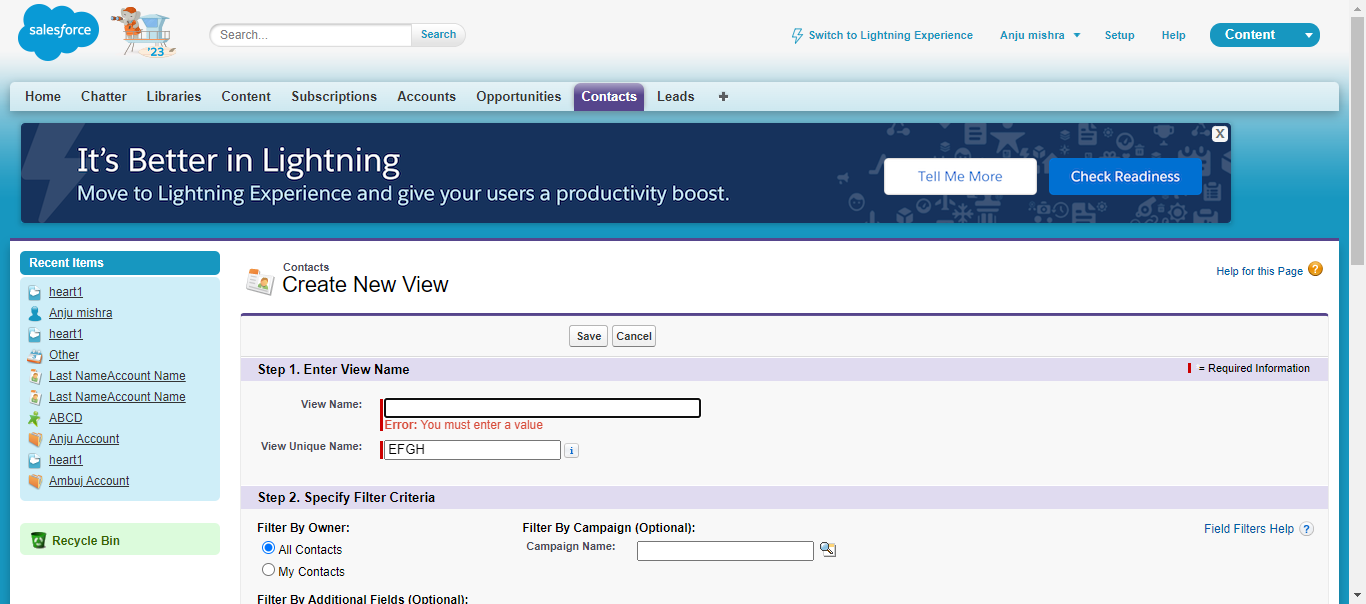 salesforce
'23
Search...
Search
Switch to Lightning Experience
Anju mishra
Setup
Help
Content
Home Chatter Libraries Content Subscriptions Accounts Opportunities Contacts Leads +
It's Better in Lightning
Move to Lightning Experience and give your users a productivity boost.
Tell Me More
Check Readiness
X
Recent Items
heart1
Anju mishra
heart1
Other
Last NameAccount Name
Last NameAccount Name
ABCD
Anju Account
heart1
Ambuj Account
Recycle Bin
Contacts
Create New View
Help for this Page ?
Save Cancel
Step 1. Enter View Name
= Required Information
View Name:
Error: You must enter a value
View Unique Name: EFGH i
Step 2. Specify Filter Criteria
Filter By Owner:
All Contacts
My Contacts
Filter By Campaign (Optional):
Campaign Name:
Field Filters Help ?
Filter By Additional Fields (Optional):